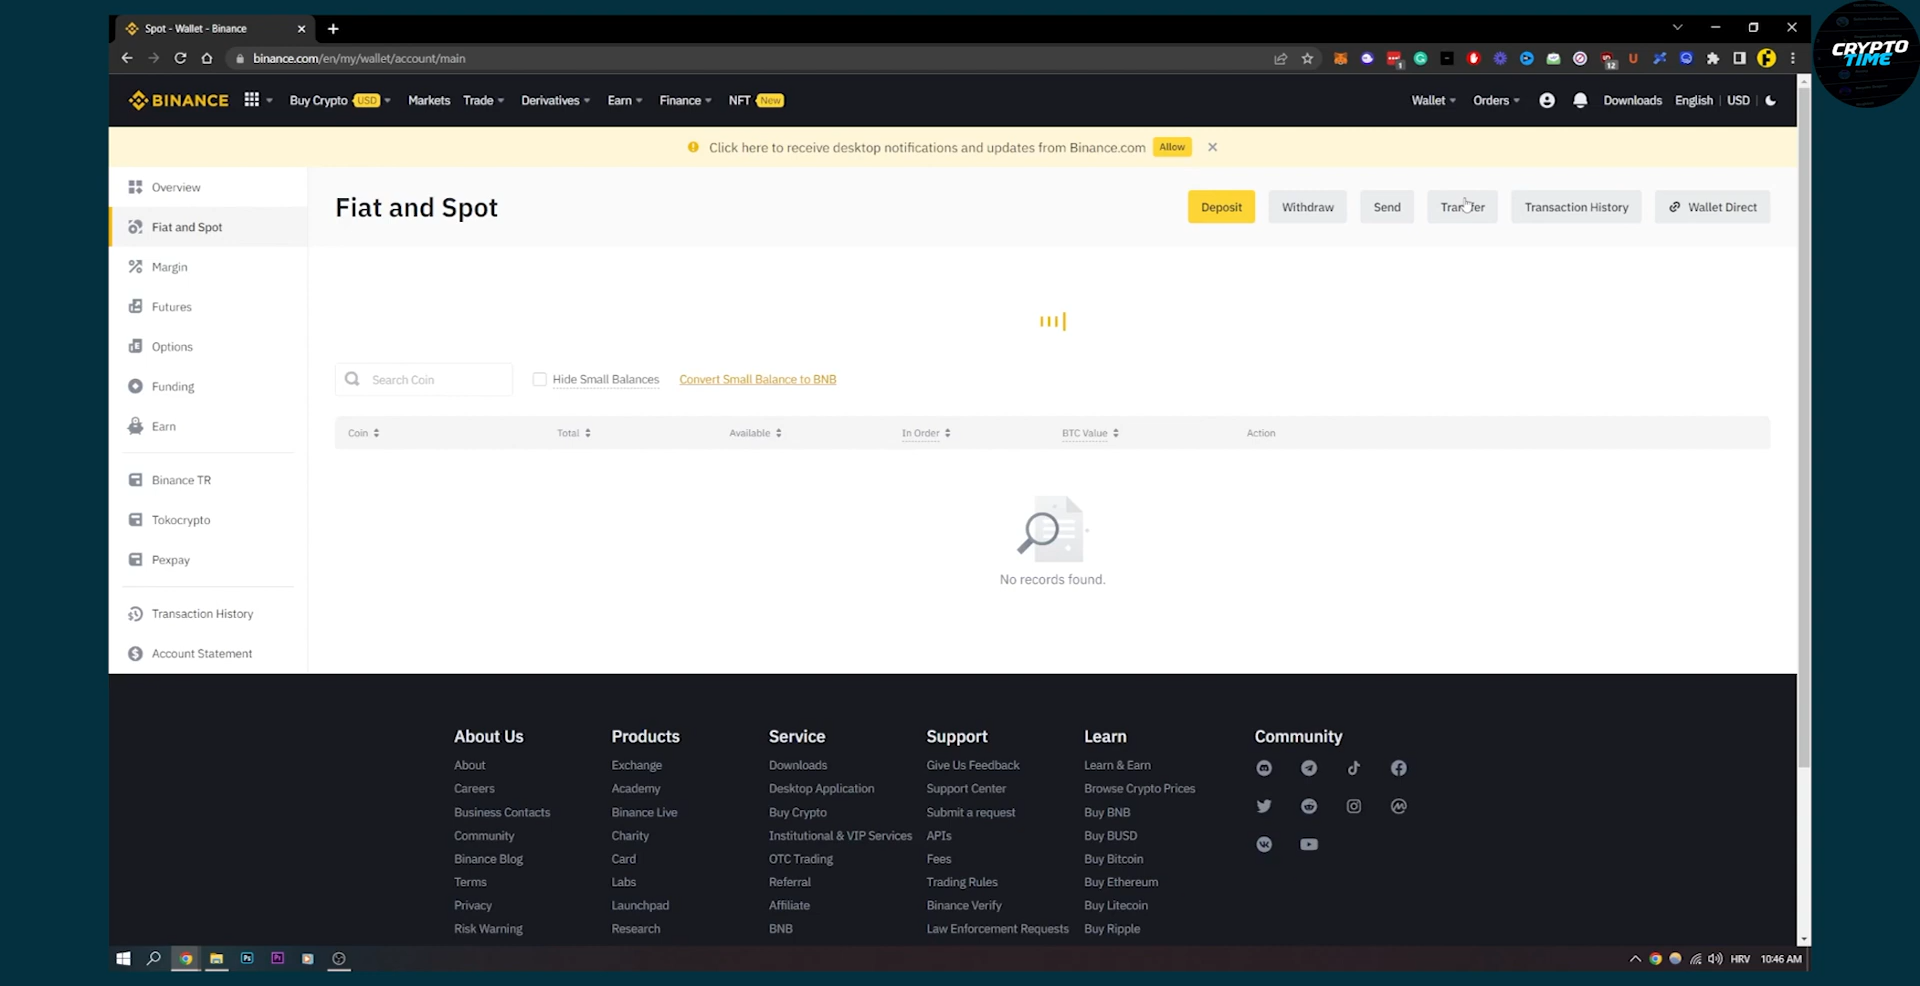 Spot - Wallet - Binance
CRYPTO
TIME
binance.com/en/my/wallet/account/main
1
12
BINANCE Buy Crypto USD Markets Trade Derivatives Earn Finance NFT New Wallet Orders Downloads English USD
Click here to receive desktop notifications and updates from Binance.com Allow
Overview
Fiat and Spot
Margin
Futures
Options
Funding
Earn
Binance TR
Tokocrypto
Pexpay
Transaction History
Account Statement
Fiat and Spot
Deposit Withdraw Send Transfer Transaction History Wallet Direct
Search Coin Hide Small Balances Convert Small Balance to BNB
Coin Total Available In Order BTC Value Action
No records found.
About Us
About
Careers
Business Contacts
Community
Binance Blog
Terms
Privacy
Risk Warning
Products
Exchange
Academy
Binance Live
Charity
Card
Labs
Launchpad
Research
Service
Downloads
Desktop Application
Buy Crypto
Institutional & VIP Services
OTC Trading
Referral
Affiliate
BNB
Support
Give Us Feedback
Support Center
Submit a request
APIs
Fees
Trading Rules
Binance Verify
Law Enforcement Requests
Learn
Learn & Earn
Browse Crypto Prices
Buy BNB
Buy BUSD
Buy Bitcoin
Buy Ethereum
Buy Litecoin
Buy Ripple
Community
Ps Pr HRV 10:46 AM